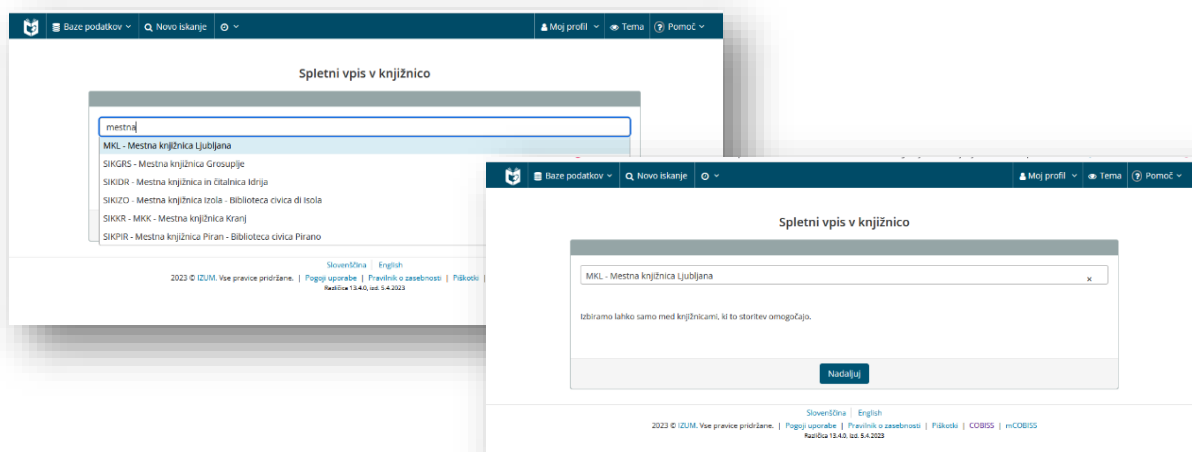 Baze podatkov Novo iskanje Moj profil Tema Pomoč
Spletni vpis v knjižnico
mestna
MKL - Mestna knjižnica Ljubljana
SIKGRS - Mestna knjižnica Grosuplje
SIKIDR - Mestna knjižnica in čitalnica Idrija
SIKIZO - Mestna knjižnica Izola - Biblioteca civica di Isola
SIKKR - MKK - Mestna knjižnica Kranj
SIKPIR - Mestna knjižnica Piran - Biblioteca civica Pirano
Slovenščina | English
2023 © IZUM. Vse pravice pridržane. | Pogoji uporabe | Pravilnik o zasebnosti | Piškotki |
Različica 13.4.0, izd. 5.4.2023
Baze podatkov Novo iskanje Moj profil Tema Pomoč
Spletni vpis v knjižnico
MKL - Mestna knjižnica Ljubljana ×
Izbiramo lahko samo med knjižnicami, ki to storitev omogočajo.
Nadaljuj
Slovenščina | English
2023 © IZUM. Vse pravice pridržane. | Pogoji uporabe | Pravilnik o zasebnosti | Piškotki | COBISS | mCOBISS
Različica 13.4.0, izd. 5.4.2023